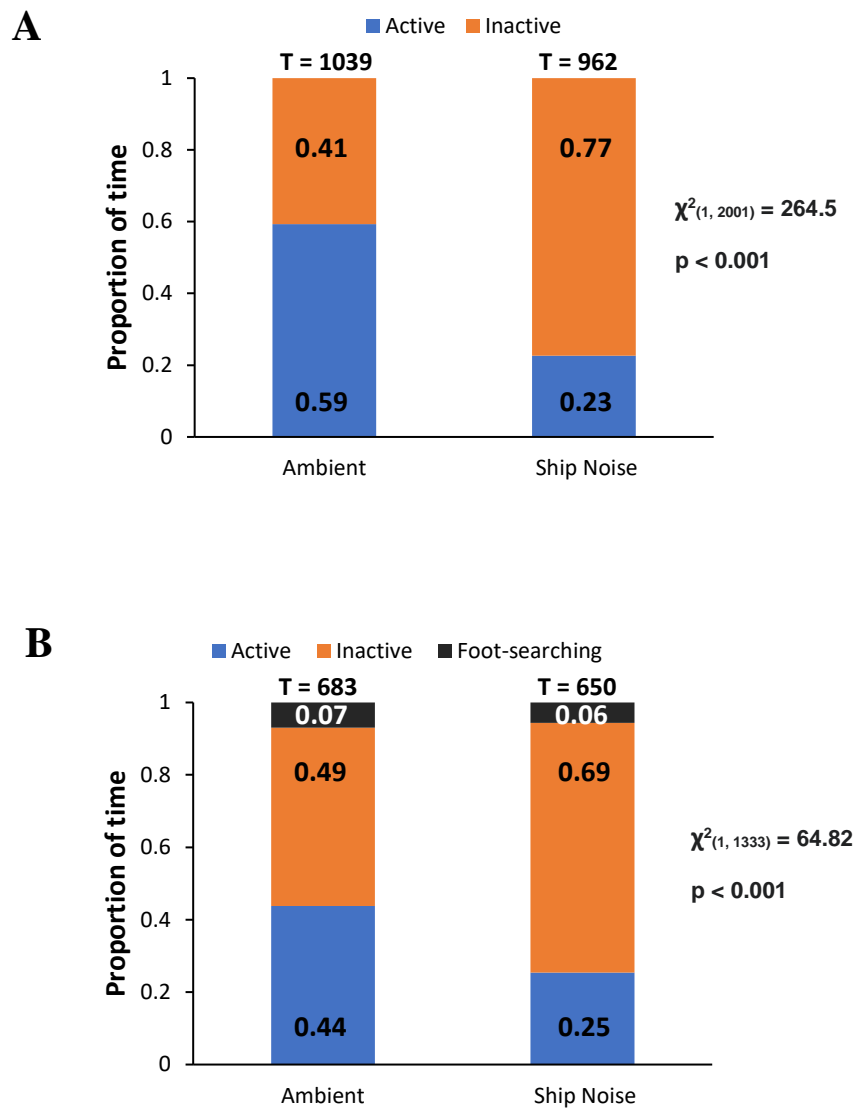 A
Active Inactive
T = 1039 T = 962
1
0.8
0.6
0.4
0.2
0
Proportion of time
0.41 0.77
0.59 0.23
χ²(1, 2001) = 264.5
p < 0.001
Ambient Ship Noise
B
Active Inactive Foot-searching
T = 683 T = 650
1
0.8
0.6
0.4
0.2
0
Proportion of time
0.07 0.06
0.49 0.69
0.44 0.25
χ²(1, 1333) = 64.82
p < 0.001
Ambient Ship Noise